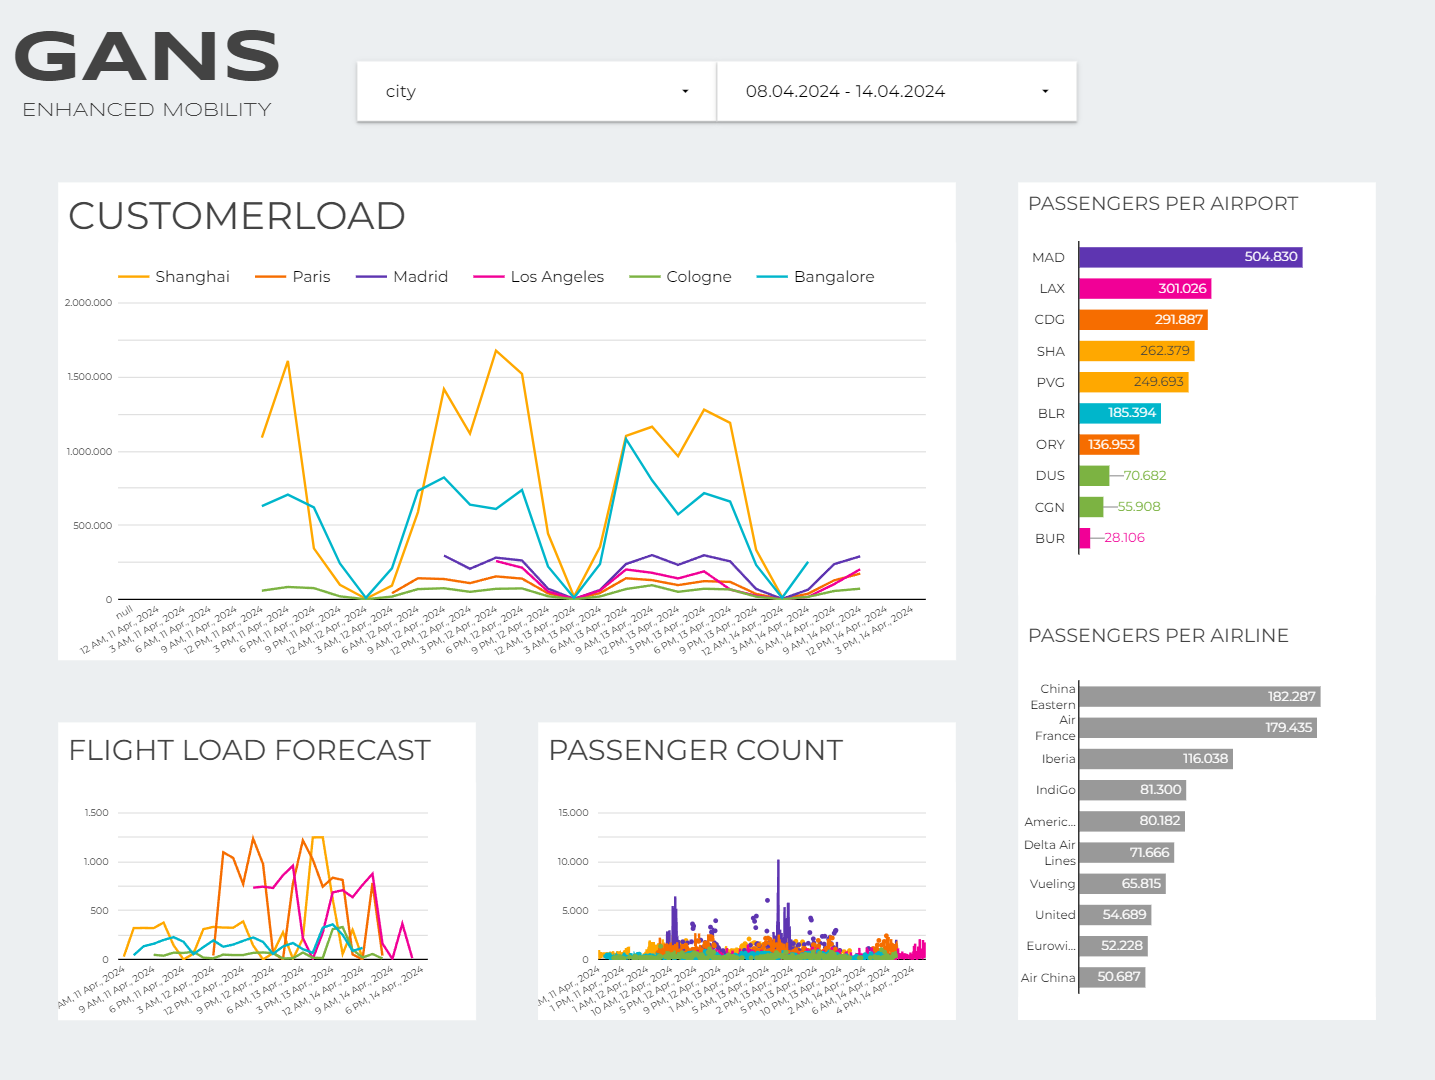 GANS
ENHANCED MOBILITY
city
08.04.2024 - 14.04.2024
CUSTOMERLOAD
Shanghai Paris Madrid Los Angeles Cologne Bangalore
2.000.000
1.500.000
1.000.000
500.000
0
null
12 AM, 11 Apr., 2024
3 AM, 11 Apr., 2024
6 AM, 11 Apr., 2024
9 AM, 11 Apr., 2024
12 PM, 11 Apr., 2024
3 PM, 11 Apr., 2024
6 PM, 11 Apr., 2024
9 PM, 11 Apr., 2024
12 AM, 12 Apr., 2024
3 AM, 12 Apr., 2024
6 AM, 12 Apr., 2024
9 AM, 12 Apr., 2024
12 PM, 12 Apr., 2024
3 PM, 12 Apr., 2024
6 PM, 12 Apr., 2024
9 PM, 12 Apr., 2024
12 AM, 13 Apr., 2024
3 AM, 13 Apr., 2024
6 AM, 13 Apr., 2024
9 AM, 13 Apr., 2024
12 PM, 13 Apr., 2024
3 PM, 13 Apr., 2024
6 PM, 13 Apr., 2024
9 PM, 13 Apr., 2024
12 AM, 14 Apr., 2024
3 AM, 14 Apr., 2024
6 AM, 14 Apr., 2024
9 AM, 14 Apr., 2024
12 PM, 14 Apr., 2024
3 PM, 14 Apr., 2024
PASSENGERS PER AIRPORT
MAD 504.830
LAX 301.026
CDG 291.887
SHA 262.379
PVG 249.693
BLR 185.394
ORY 136.953
DUS 70.682
CGN 55.908
BUR 28.106
FLIGHT LOAD FORECAST
1.500
1.000
500
0
AM, 11 Apr., 2024
9 AM, 11 Apr., 2024
6 PM, 11 Apr., 2024
3 AM, 12 Apr., 2024
12 PM, 12 Apr., 2024
9 PM, 12 Apr., 2024
6 AM, 13 Apr., 2024
3 PM, 13 Apr., 2024
12 AM, 14 Apr., 2024
9 AM, 14 Apr., 2024
6 PM, 14 Apr., 2024
PASSENGER COUNT
15.000
10.000
5.000
0
M, 11 Apr., 2024
1 PM, 11 Apr., 2024
1 AM, 12 Apr., 2024
10 AM, 12 Apr., 2024
5 PM, 12 Apr., 2024
9 PM, 12 Apr., 2024
1 AM, 13 Apr., 2024
5 AM, 13 Apr., 2024
2 PM, 13 Apr., 2024
5 PM, 13 Apr., 2024
10 PM, 13 Apr., 2024
2 AM, 14 Apr., 2024
6 AM, 14 Apr., 2024
4 PM, 14 Apr., 2024
PASSENGERS PER AIRLINE
China
Eastern 182.287
Air
France 179.435
Iberia 116.038
IndiGo 81.300
Americ... 80.182
Delta Air
Lines 71.666
Vueling 65.815
United 54.689
Eurowi... 52.228
Air China 50.687